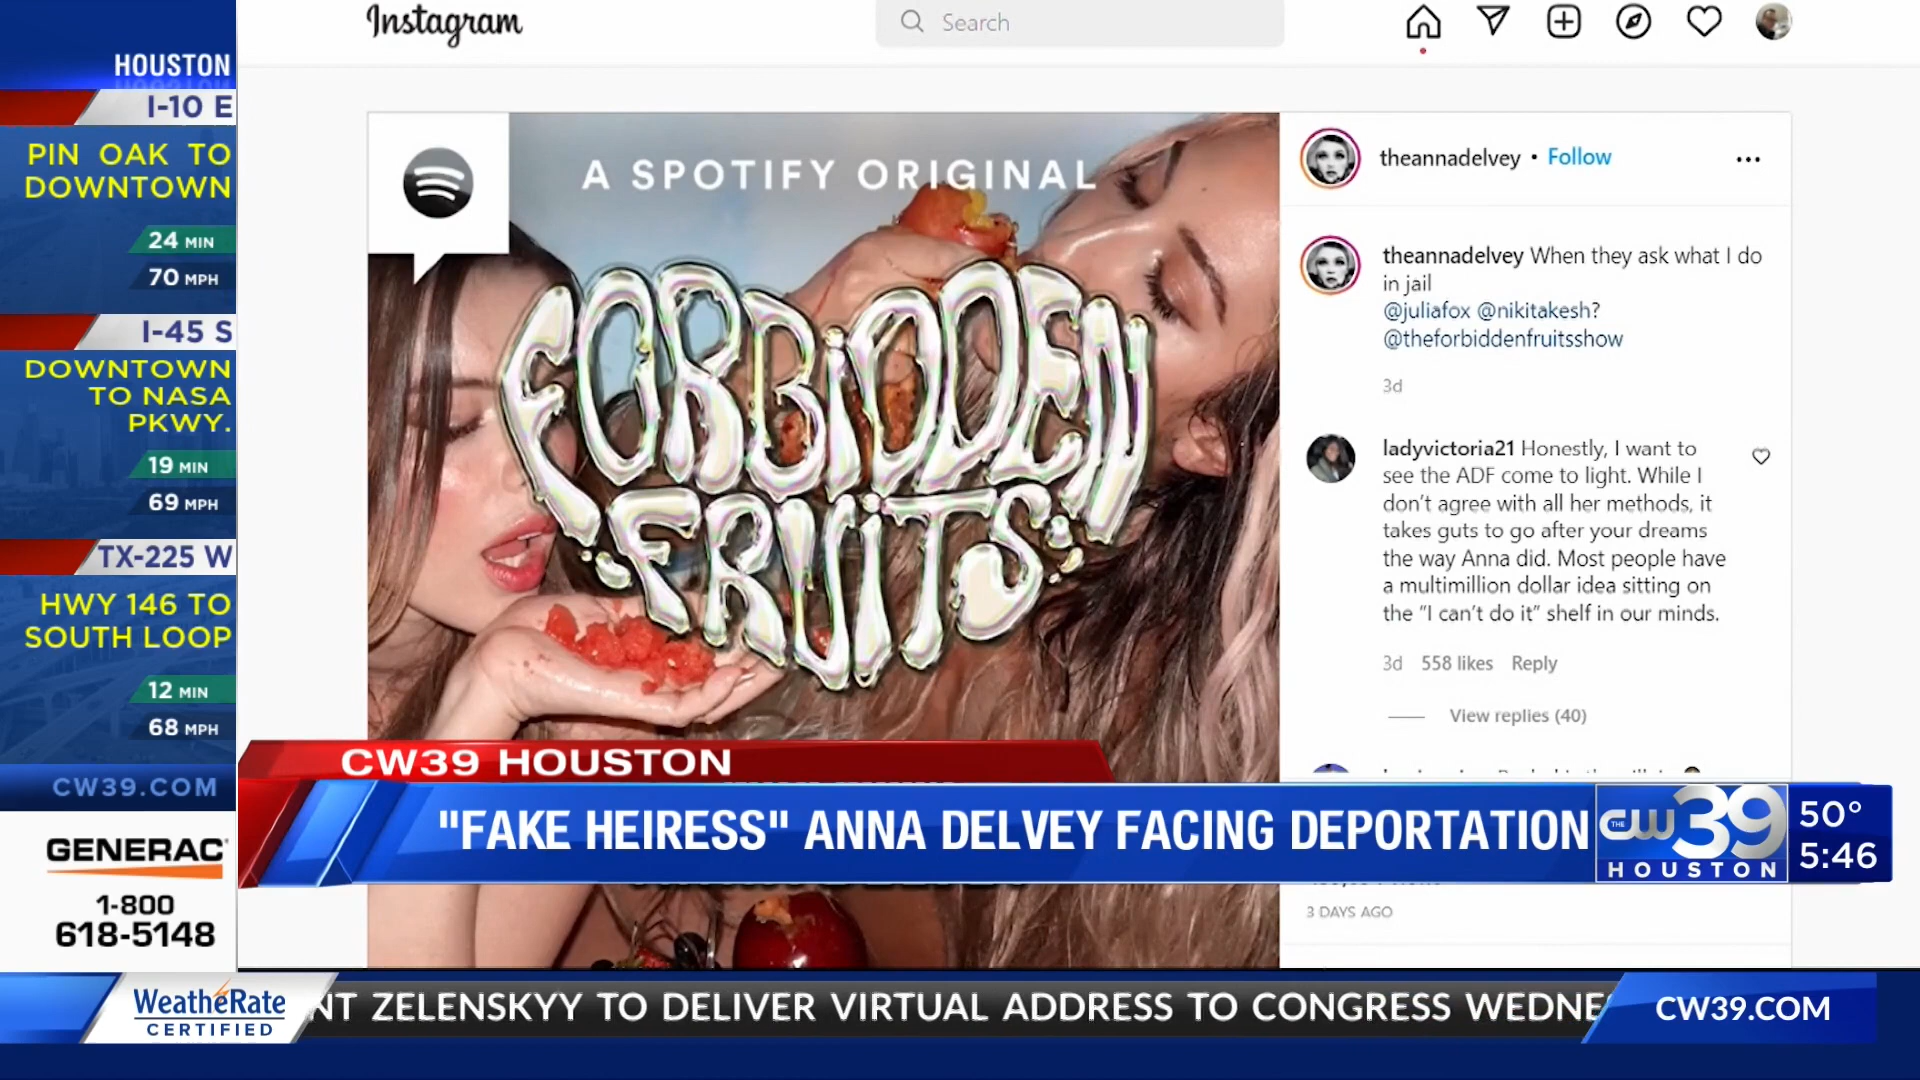 HOUSTON
I-10 E
PIN OAK TO
DOWNTOWN
24 MIN
70 MPH
I-45 S
DOWNTOWN
TO NASA
PKWY.
19 MIN
69 MPH
TX-225 W
HWY 146 TO
SOUTH LOOP
12 MIN
68 MPH
CW39.COM
GENERAC
1-800
618-5148
Instagram
Search
A SPOTIFY ORIGINAL
FORBIDDEN
FRUITS
theannadelvey • Follow
theannadelvey When they ask what I do
in jail
@juliafox @nikitakesh?
@theforbiddenfruitsshow
3d
ladyvictoria21 Honestly, I want to
see the ADF come to light. While I
don't agree with all her methods, it
takes guts to go after your dreams
the way Anna did. Most people have
a multimillion dollar idea sitting on
the "I can't do it" shelf in our minds.
3d 558 likes Reply
View replies (40)
3 DAYS AGO
CW39 HOUSTON
"FAKE HEIRESS" ANNA DELVEY FACING DEPORTATION
THE CW 39
HOUSTON
50°
5:46
WeatheRate
CERTIFIED
NT ZELENSKYY TO DELIVER VIRTUAL ADDRESS TO CONGRESS WEDNE
CW39.COM